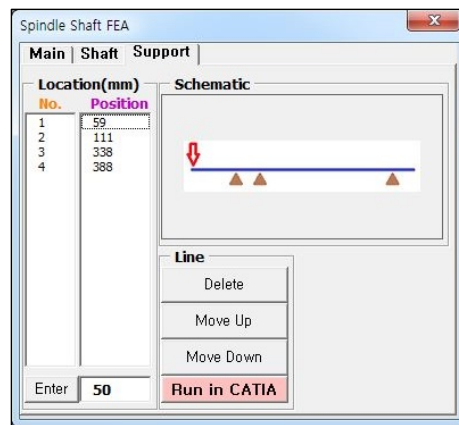 Spindle Shaft FEA
x
Main | Shaft | Support
Location(mm)
No. Position
1 59
2 111
3 338
4 388
Enter 50
Schematic
Line
Delete
Move Up
Move Down
Run in CATIA